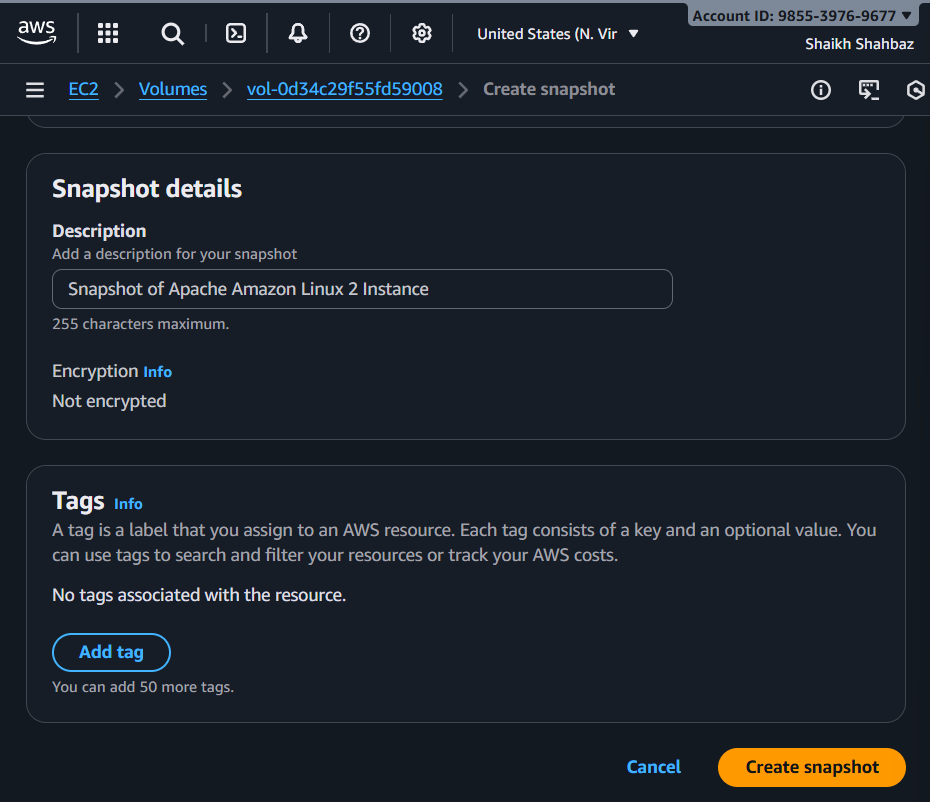 aws
United States (N. Vir
Account ID: 9855-3976-9677
Shaikh Shahbaz
EC2 > Volumes > vol-0d34c29f55fd59008 > Create snapshot
Snapshot details
Description
Add a description for your snapshot
Snapshot of Apache Amazon Linux 2 Instance
255 characters maximum.
Encryption Info
Not encrypted
Tags Info
A tag is a label that you assign to an AWS resource. Each tag consists of a key and an optional value. You
can use tags to search and filter your resources or track your AWS costs.
No tags associated with the resource.
Add tag
You can add 50 more tags.
Cancel
Create snapshot